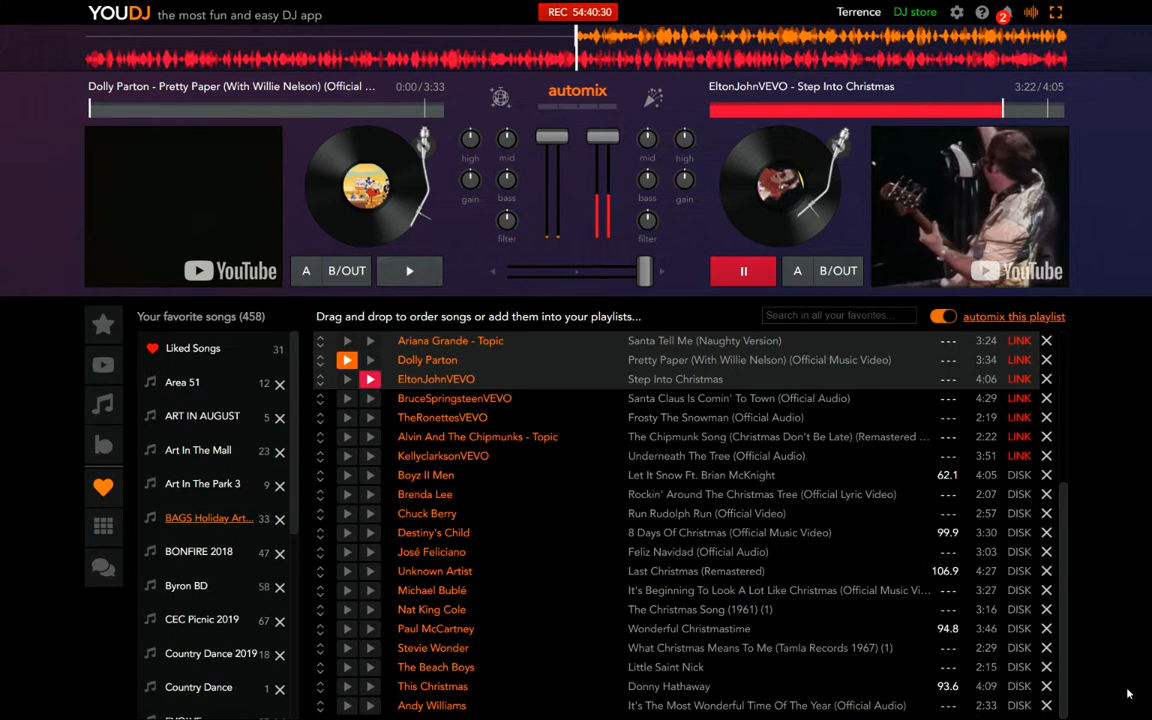 YOUDJ the most fun and easy DJ app
REC 54:40:30
Terrence DJ store 2
Dolly Parton - Pretty Paper (With Willie Nelson) (Official ... 0:00/3:33
automix
EltonJohnVEVO - Step Into Christmas 3:22/4:05
high mid mid high
gain bass bass gain
filter filter
YouTube
A B/OUT
A B/OUT
YouTube
Your favorite songs (458)
Drag and drop to order songs or add them into your playlists...
Search in all your favorites...
automix this playlist
Liked Songs 31
Area 51 12
ART IN AUGUST 5
Art In The Mall 23
Art In The Park 3 9
BAGS Holiday Art... 33
BONFIRE 2018 47
Byron BD 58
CEC Picnic 2019 67
Country Dance 2019 18
Country Dance 1
Ariana Grande - Topic Santa Tell Me (Naughty Version) --- 3:24 LINK
Dolly Parton Pretty Paper (With Willie Nelson) (Official Music Video) --- 3:34 LINK
EltonJohnVEVO Step Into Christmas --- 4:06 LINK
BruceSpringsteenVEVO Santa Claus Is Comin' To Town (Official Audio) --- 4:29 LINK
TheRonettesVEVO Frosty The Snowman (Official Audio) --- 2:19 LINK
Alvin And The Chipmunks - Topic The Chipmunk Song (Christmas Don't Be Late) (Remastered ... --- 2:22 LINK
KellyclarksonVEVO Underneath The Tree (Official Audio) --- 3:51 LINK
Boyz II Men Let It Snow Ft. Brian McKnight 62.1 4:05 DISK
Brenda Lee Rockin' Around The Christmas Tree (Official Lyric Video) --- 2:07 DISK
Chuck Berry Run Rudolph Run (Official Video) --- 2:57 DISK
Destiny's Child 8 Days Of Christmas (Official Music Video) 99.9 3:30 DISK
José Feliciano Feliz Navidad (Official Audio) --- 3:03 DISK
Unknown Artist Last Christmas (Remastered) 106.9 4:27 DISK
Michael Bublé It's Beginning To Look A Lot Like Christmas (Official Music Vi... --- 3:27 DISK
Nat King Cole The Christmas Song (1961) (1) --- 3:16 DISK
Paul McCartney Wonderful Christmastime 94.8 3:46 DISK
Stevie Wonder What Christmas Means To Me (Tamla Records 1967) (1) --- 2:29 DISK
The Beach Boys Little Saint Nick --- 2:15 DISK
This Christmas Donny Hathaway 93.6 4:09 DISK
Andy Williams It's The Most Wonderful Time Of The Year (Official Audio) --- 2:33 DISK